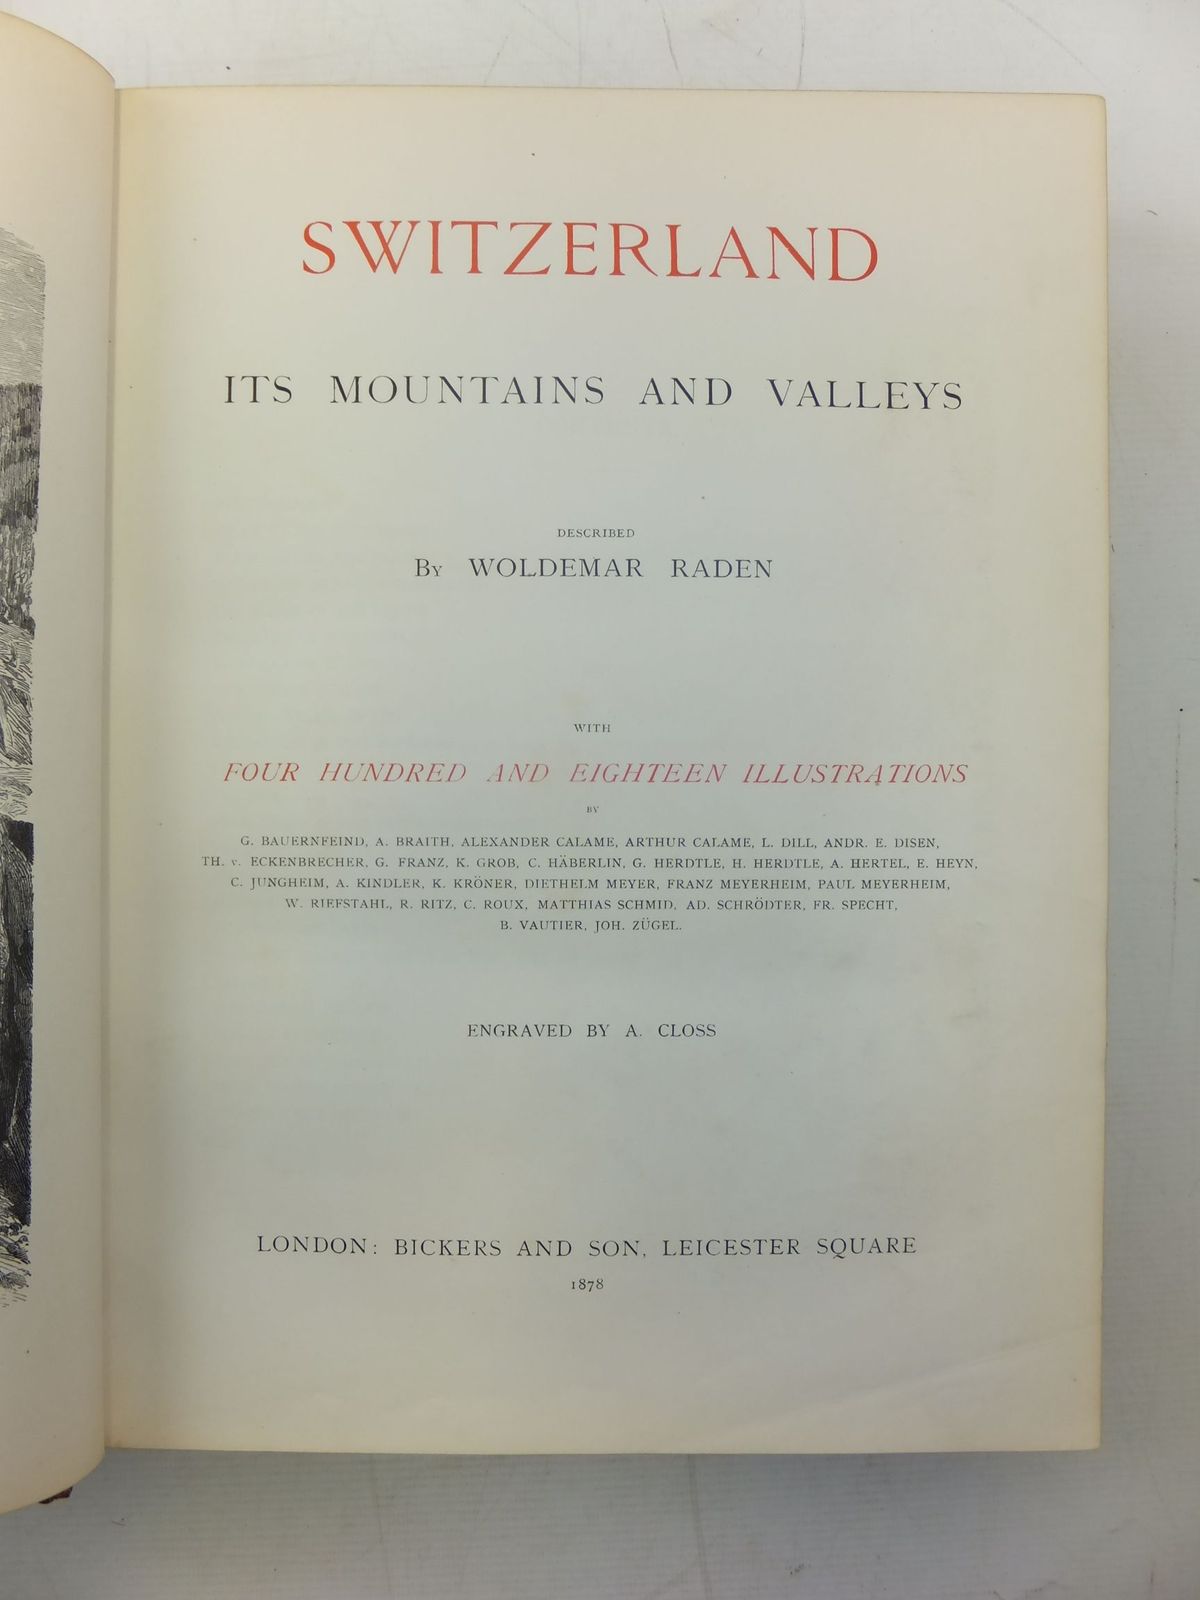 SWITZERLAND
ITS MOUNTAINS AND VALLEYS
DESCRIBED
By WOLDEMAR RADEN
WITH
FOUR HUNDRED AND EIGHTEEN ILLUSTRATIONS
BY
G. BAUERNFEIND, A. BRAITH, ALEXANDER CALAME, ARTHUR CALAME, L. DILL, ANDR. E. DISEN,
TH. v. ECKENBRECHER, G. FRANZ, K. GROB, C. HÄBERLIN, G. HERDTLE, H. HERDTLE, A. HERTEL, E. HEYN,
C. JUNGHEIM, A. KINDLER, K. KRÖNER, DIETHELM MEYER, FRANZ MEYERHEIM, PAUL MEYERHEIM,
W. RIEFSTAHL, R. RITZ, C. ROUX, MATTHIAS SCHMID, AD. SCHRÖDTER, FR. SPECHT,
B. VAUTIER, JOH. ZÜGEL.
ENGRAVED BY A. CLOSS
LONDON: BICKERS AND SON, LEICESTER SQUARE
1878